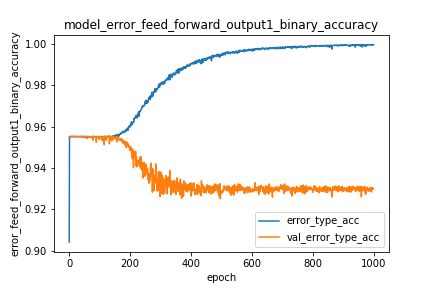 model_error_feed_forward_output1_binary_accuracy
error_feed_forward_output1_binary_accuracy
1.00
0.98
0.96
0.94
0.92
0.90
0 200 400 600 800 1000
epoch
error_type_acc
val_error_type_acc